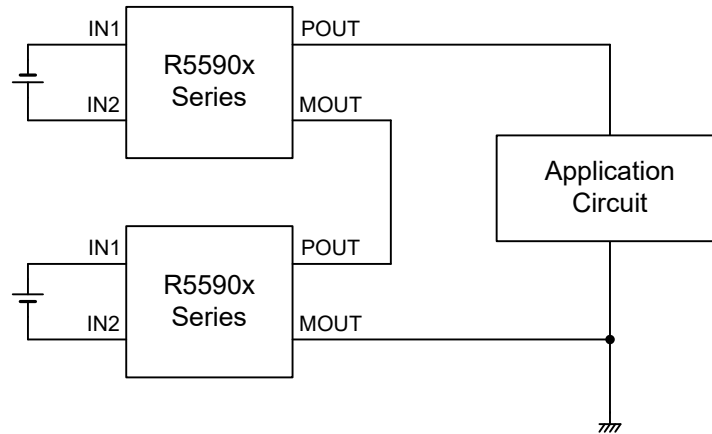 IN1
R5590x
Series
IN2
POUT
MOUT
Application
Circuit
IN1
R5590x
Series
IN2
POUT
MOUT